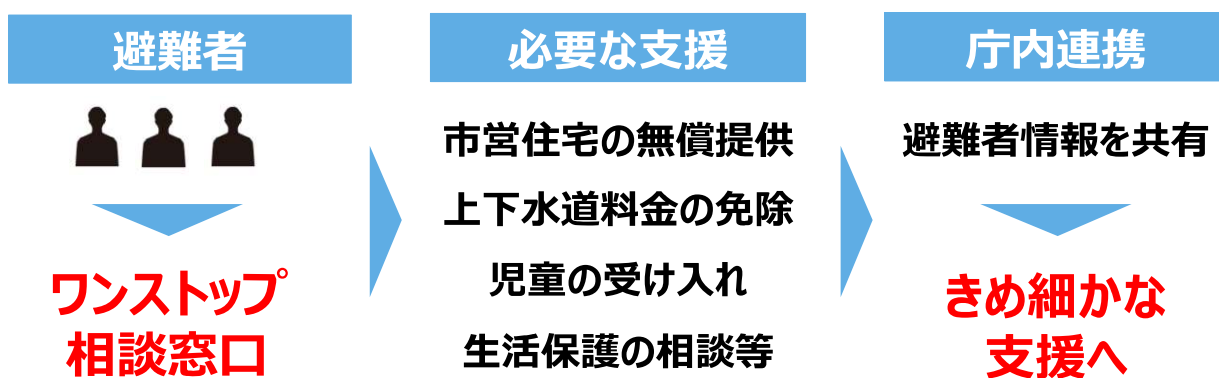 避難者
ワンストップ
相談窓口
必要な支援
市営住宅の無償提供
上下水道料金の免除
児童の受け入れ
生活保護の相談等
庁内連携
避難者情報を共有
きめ細かな
支援へ